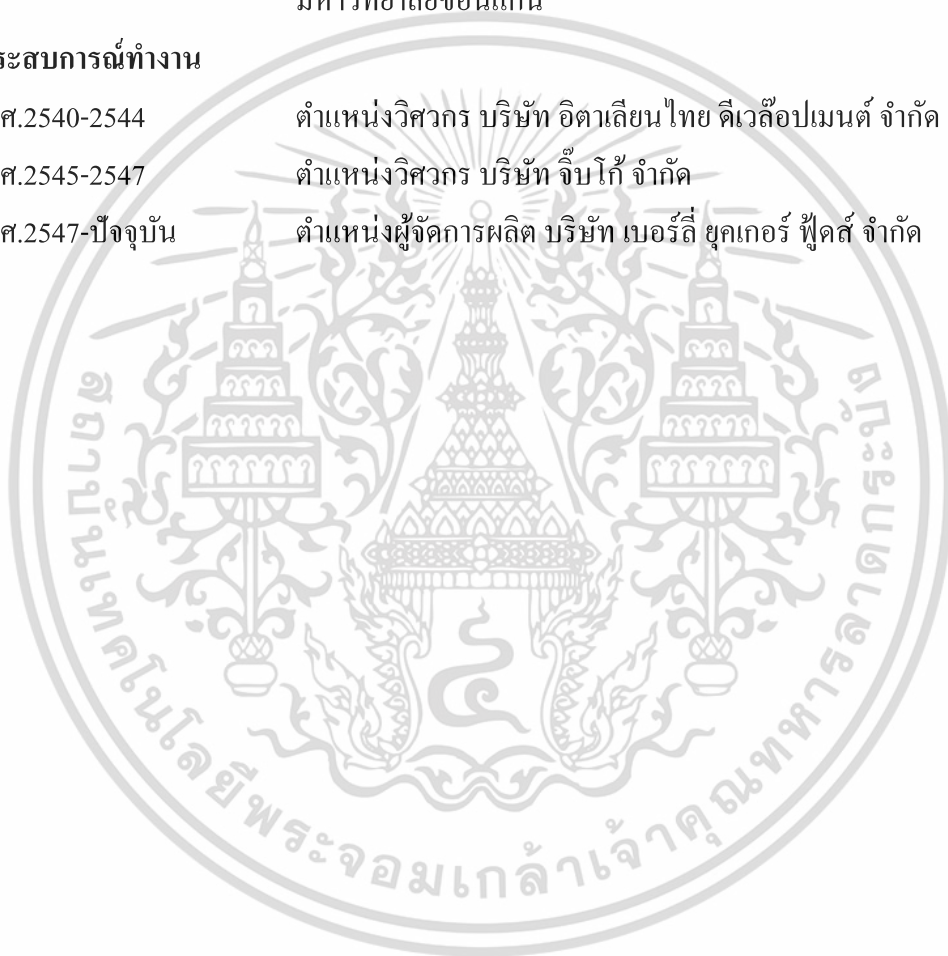 มหาวิทยาลัยขอนแก่น
ระสบการณ์ทำงาน
ศ.2540-2544 ตำแหน่งวิศวกร บริษัท อิตาเลียนไทย ดีเวล๊อปเมนต์ จำกัด
ศ.2545-2547 ตำแหน่งวิศวกร บริษัท จิ๊บโก้ จำกัด
ศ.2547-ปัจจุบัน ตำแหน่งผู้จัดการผลิต บริษัท เบอร์ลี่ ยุคเกอร์ ฟู้ดส์ จำกัด
สถาบันเทคโนโลยีพระจอมเกล้าเจ้าคุณทหารลาดกระบัง
๔